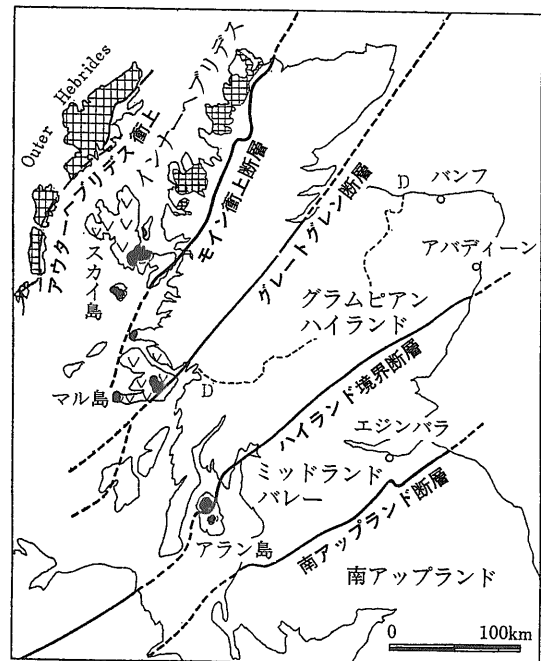 Outer Hebrides
アウターヘブリデス衝上
インナーヘブリデス
モイン衝上断層
スカイ島
グレートグレン断層
D
バンフ
アバディーン
グラムピアン
ハイランド
マル島
D
ハイランド境界断層
エジンバラ
ミッドランド
バレー
アラン島
南アップランド断層
南アップランド
0 100km